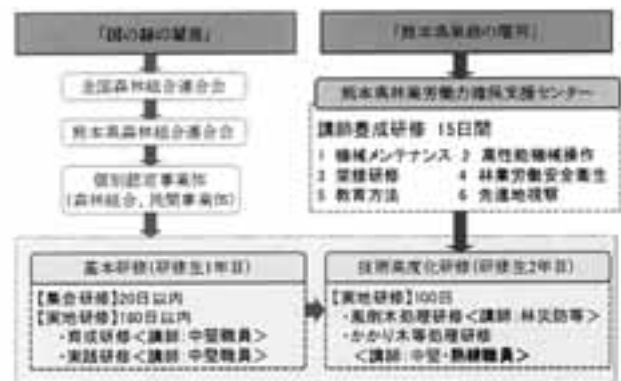 「国の緑の雇用」
全国森林組合連合会
熊本県森林組合連合会
個別認定事業体
(森林組合、民間事業体)
「熊本県緑の雇用」
熊本県林業労働力確保支援センター
講師養成研修 15日間
1 機械メンテナンス 2 高性能機械操作
3 架線研修 4 林業労働安全衛生
5 教育方法 6 先進地視察
基本研修(研修生1年目)
【集合研修】20日以内
【実地研修】160日以内
・育成研修<講師:中堅職員>
・実践研修<講師:中堅職員>
技術高度化研修(研修生2年目)
【実地研修】100日
・風倒木処理研修<講師:林災防等>
・かかり木等処理研修
<講師:中堅・熟練職員>